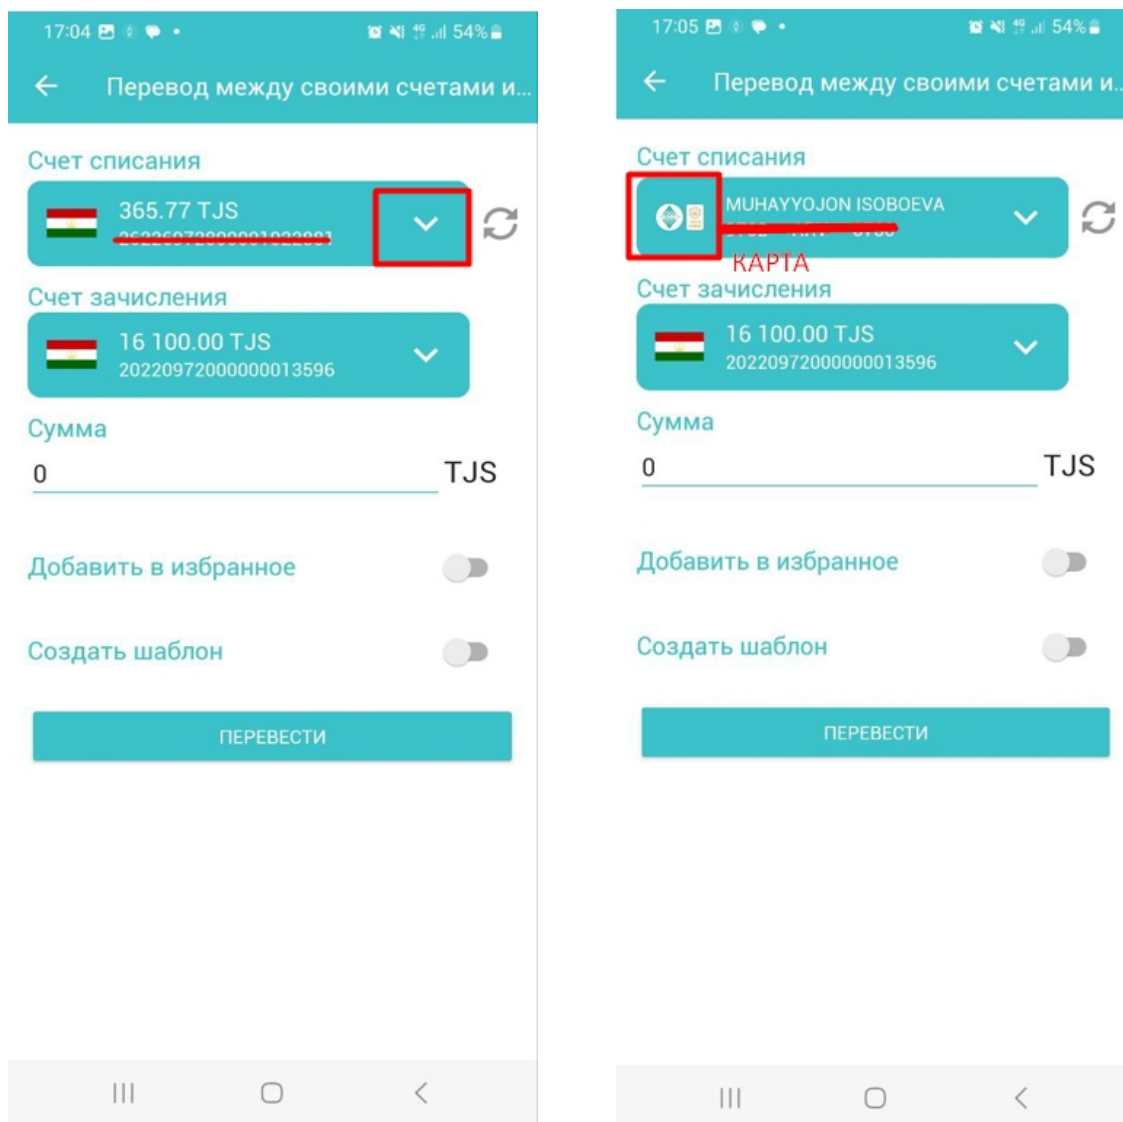 17:04
4G
54%
Перевод между своими счетами и...
Счет списания
365.77 TJS
Счет зачисления
16 100.00 TJS
20220972000000013596
Сумма
0
TJS
Добавить в избранное
Создать шаблон
ПЕРЕВЕСТИ
17:05
4G
54%
Перевод между своими счетами и...
Счет списания
MUHAYYOJON ISOBOEVA
КАРТА
Счет зачисления
16 100.00 TJS
20220972000000013596
Сумма
0
TJS
Добавить в избранное
Создать шаблон
ПЕРЕВЕСТИ